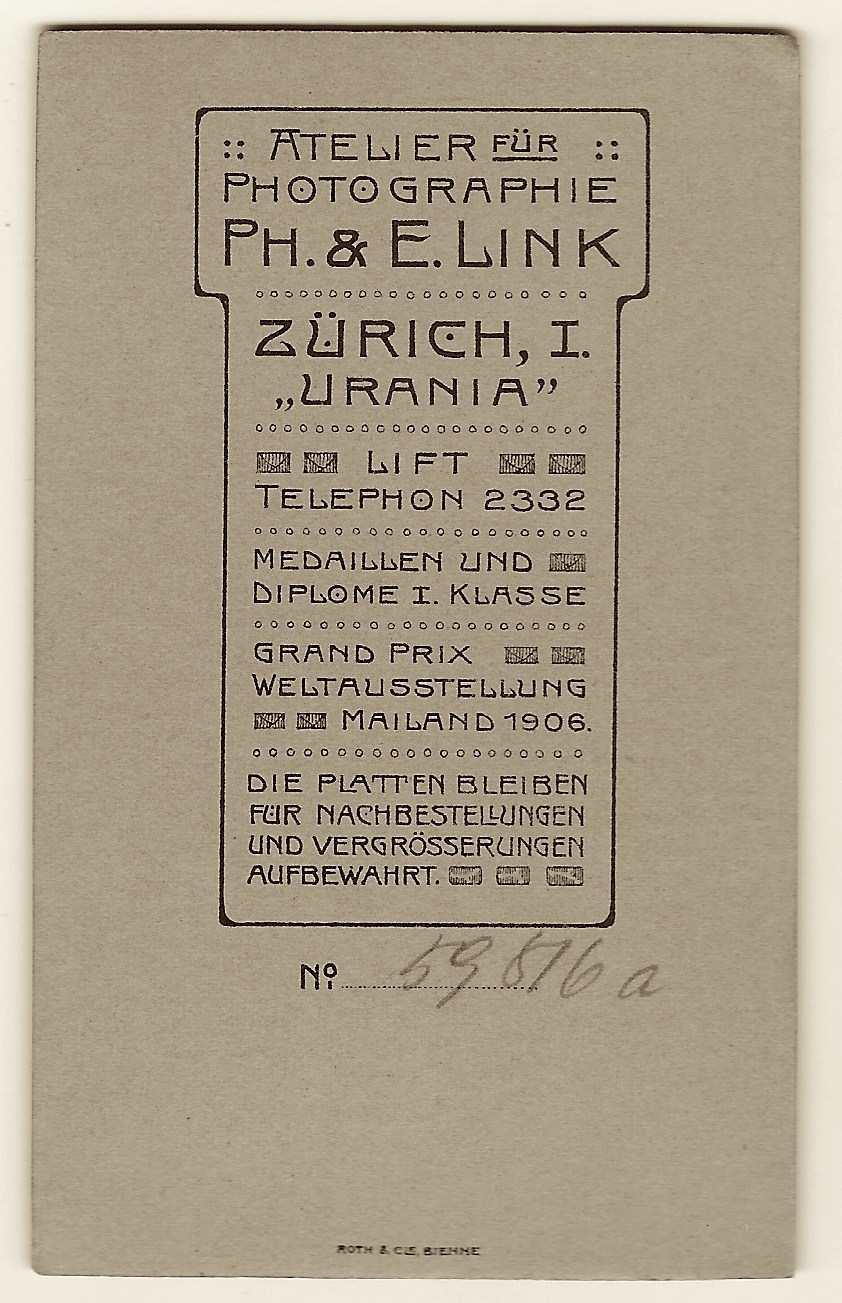 :: ATELIER FÜR ::
PHOTOGRAPHIE
PH. & E. LINK
ZÜRICH, I.
„URANIA”
LIFT
TELEPHON 2332
MEDAILLEN UND
DIPLOME I. KLASSE
GRAND PRIX
WELTAUSSTELLUNG
MAILAND 1906.
DIE PLATTEN BLEIBEN
FÜR NACHBESTELLUNGEN
UND VERGRÖSSERUNGEN
AUFBEWAHRT.
No. 59816 a
ROTH & CIE, BIENNE